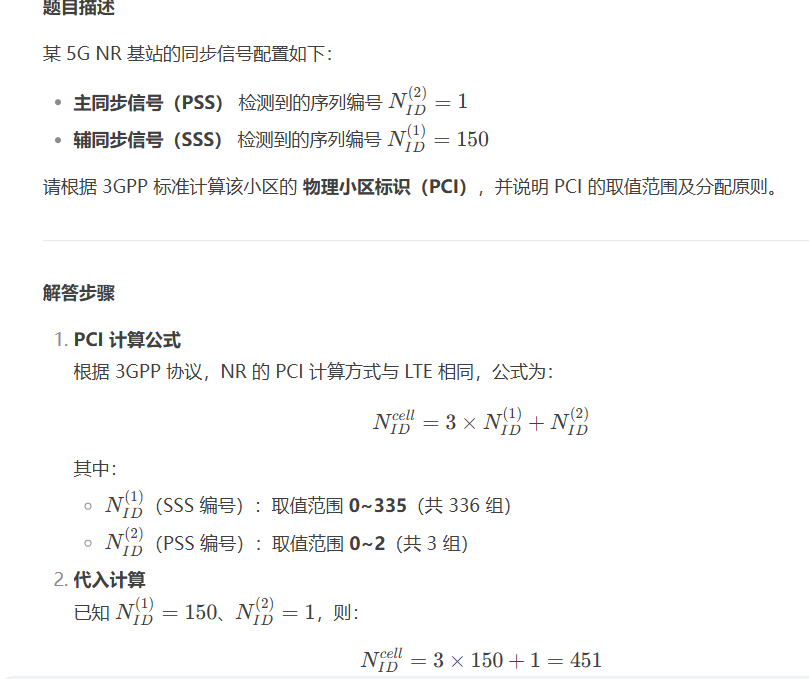 题目描述
某 5G NR 基站的同步信号配置如下：
• 主同步信号（PSS） 检测到的序列编号 $N_{ID}^{(2)} = 1$
• 辅同步信号（SSS） 检测到的序列编号 $N_{ID}^{(1)} = 150$
请根据 3GPP 标准计算该小区的 物理小区标识（PCI），并说明 PCI 的取值范围及分配原则。
解答步骤
1. PCI 计算公式
根据 3GPP 协议，NR 的 PCI 计算方式与 LTE 相同，公式为：
$N_{ID}^{cell} = 3 \times N_{ID}^{(1)} + N_{ID}^{(2)}$
其中：
○ $N_{ID}^{(1)}$（SSS 编号）：取值范围 0~335（共 336 组）
○ $N_{ID}^{(2)}$（PSS 编号）：取值范围 0~2（共 3 组）
2. 代入计算
已知 $N_{ID}^{(1)} = 150$、$N_{ID}^{(2)} = 1$，则：
$N_{ID}^{cell} = 3 \times 150 + 1 = 451$